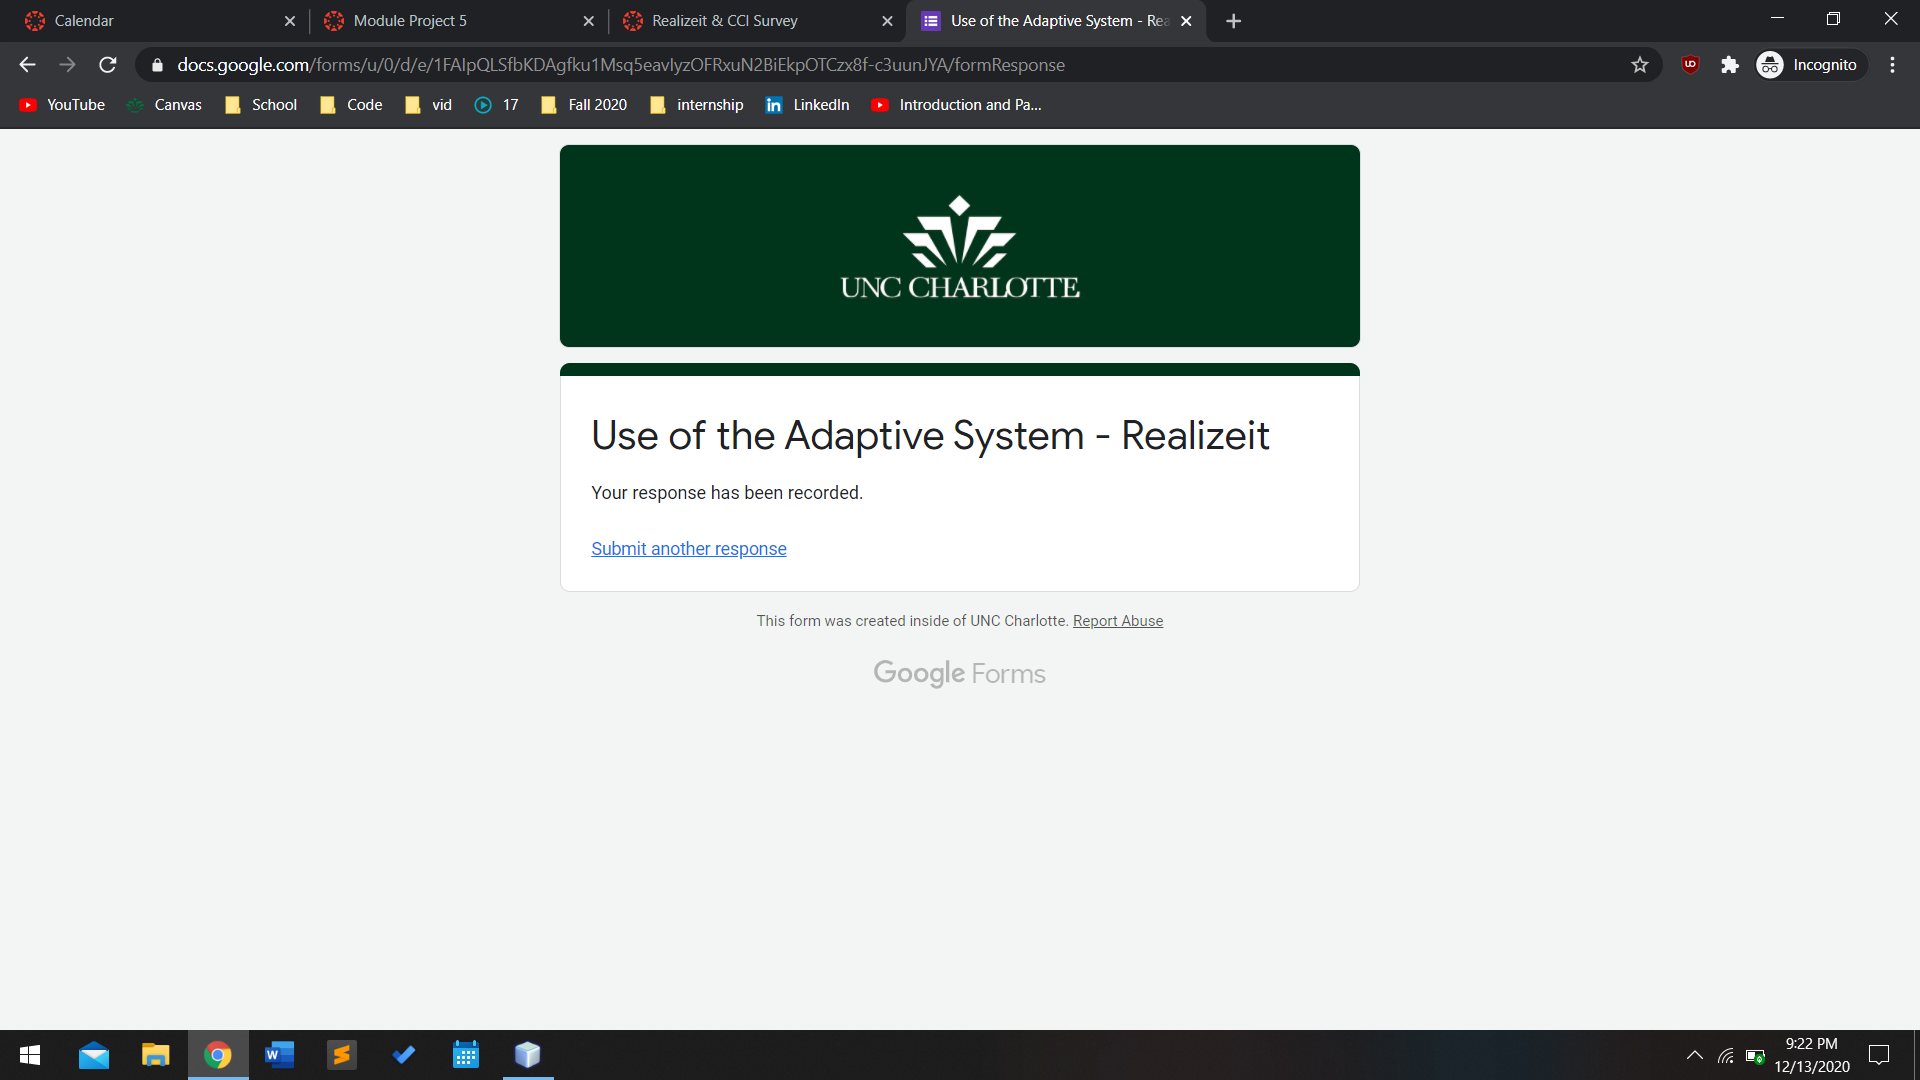 Calendar
Module Project 5
Realizeit & CCI Survey
Use of the Adaptive System - Rea
docs.google.com/forms/u/0/d/e/1FAIpQLSfbKDAgfku1Msq5eavIyzOFRxuN2BiEkpOTCzx8f-c3uunJYA/formResponse
Incognito
YouTube
Canvas
School
Code
vid
17
Fall 2020
internship
LinkedIn
Introduction and Pa...
UNC CHARLOTTE
Use of the Adaptive System - Realizeit
Your response has been recorded.
Submit another response
This form was created inside of UNC Charlotte. Report Abuse
Google Forms
9:22 PM
12/13/2020